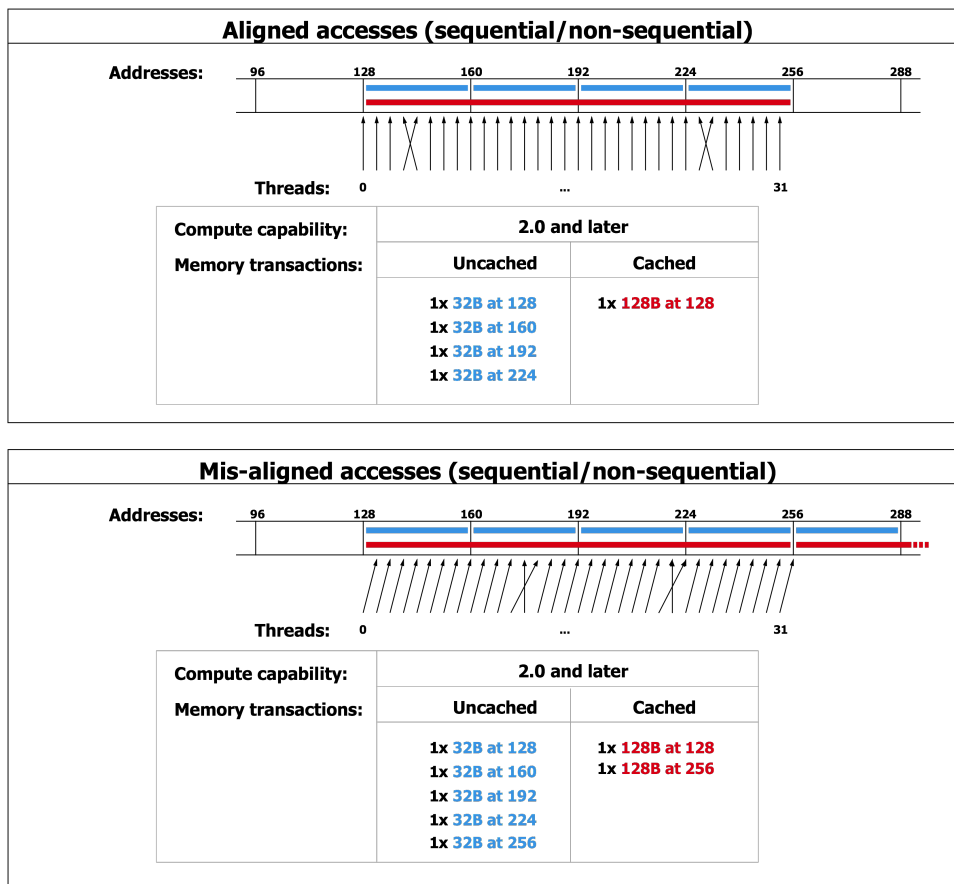 Aligned accesses (sequential/non-sequential)
Addresses: 96 128 160 192 224 256 288
Threads: 0 ... 31
Compute capability: 2.0 and later
Memory transactions: Uncached Cached
1x 32B at 128 1x 128B at 128
1x 32B at 160
1x 32B at 192
1x 32B at 224
Mis-aligned accesses (sequential/non-sequential)
Addresses: 96 128 160 192 224 256 288
Threads: 0 ... 31
Compute capability: 2.0 and later
Memory transactions: Uncached Cached
1x 32B at 128 1x 128B at 128
1x 32B at 160 1x 128B at 256
1x 32B at 192
1x 32B at 224
1x 32B at 256